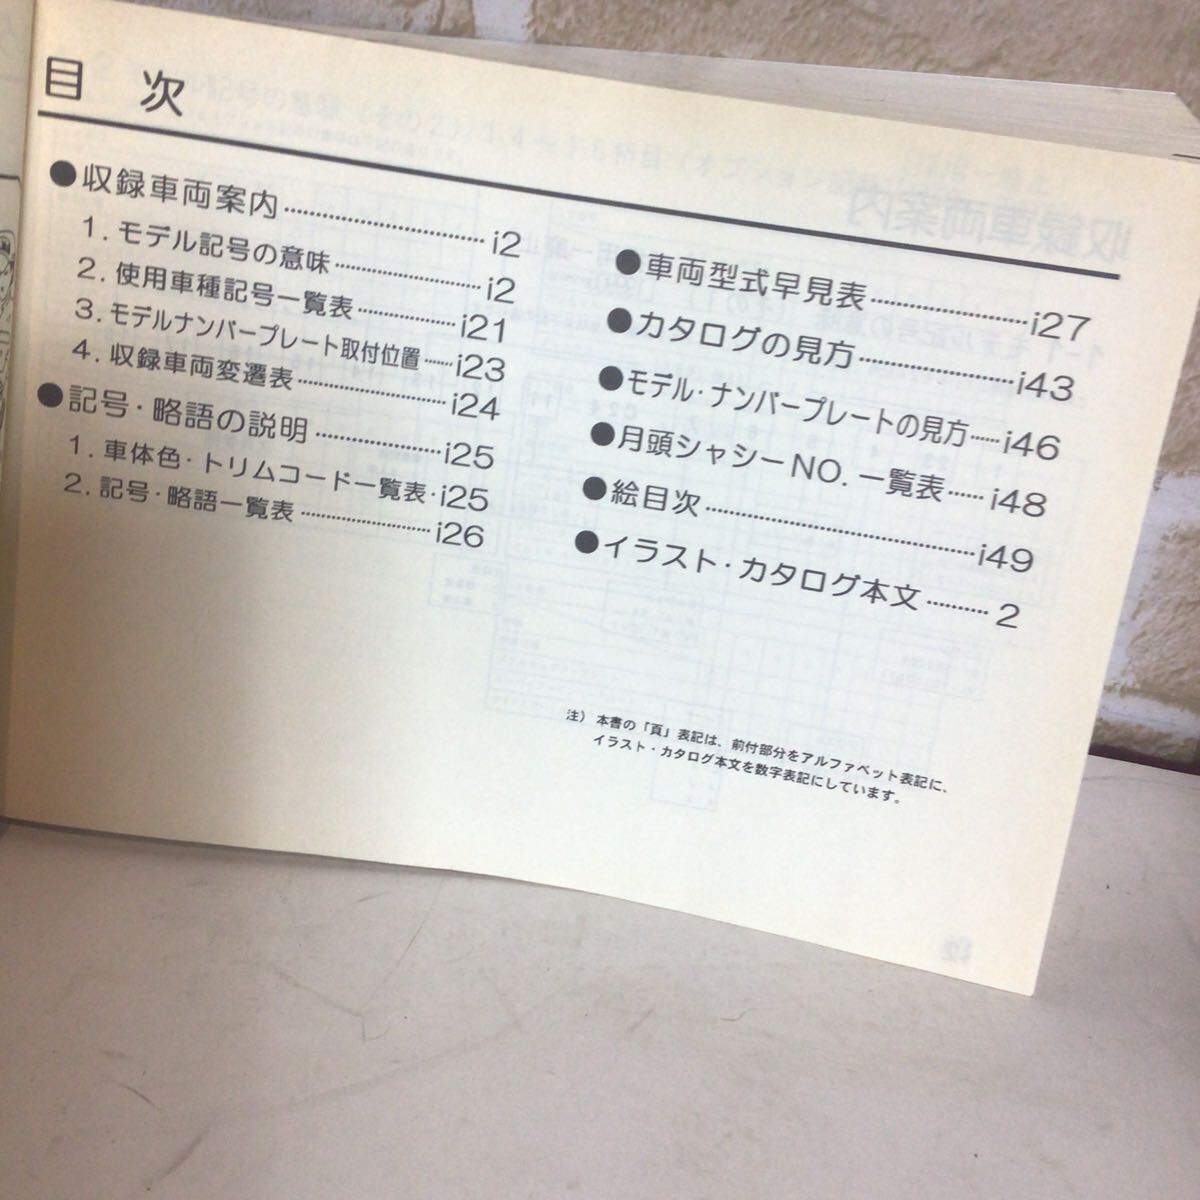 目 次
●収録車両案内……………………………i2
1. モデル記号の意味……………………i2
2. 使用車種記号一覧表…………………i21
3. モデルナンバープレート取付位置……i23
4. 収録車両変遷表………………………i24
●記号・略語の説明………………………i25
1. 車体色・トリムコード一覧表・i25
2. 記号・略語一覧表……………………i26
●車両型式早見表…………………………i27
●カタログの見方…………………………i43
●モデル・ナンバープレートの見方……i46
●月頭シャシーNO. 一覧表……i48
●絵目次……………………………………i49
●イラスト・カタログ本文…………2
注) 本書の「頁」表記は、前付部分をアルファベット表記に、
イラスト・カタログ本文を数字表記にしています。